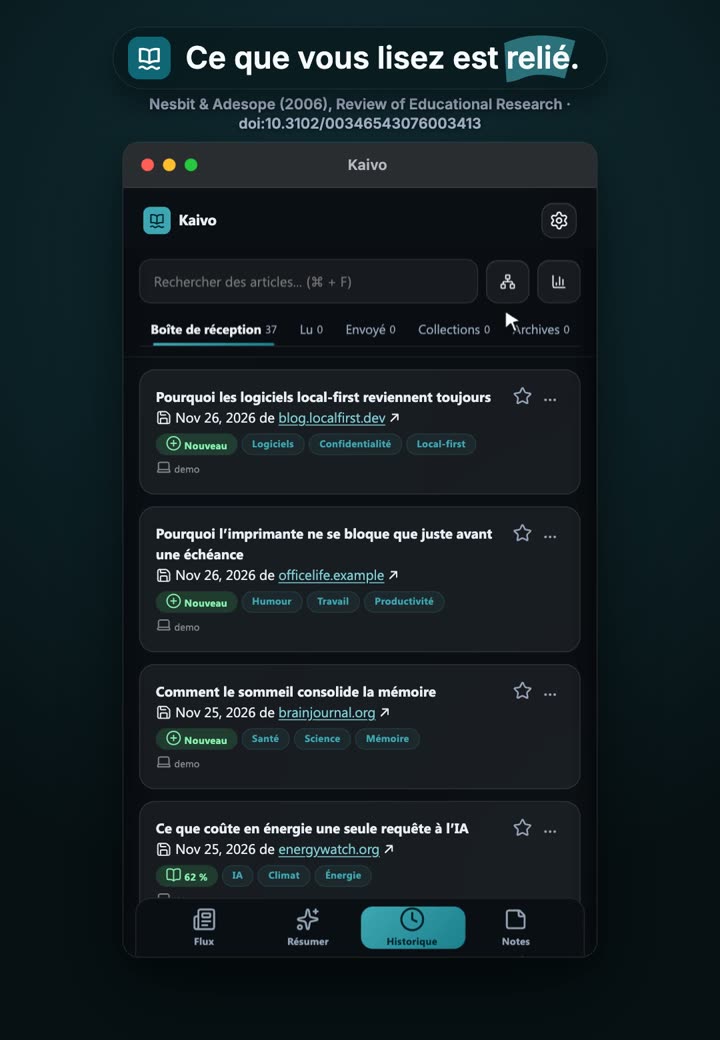 Ce que vous lisez est relié.
Nesbit & Adesope (2006), Review of Educational Research ·
doi:10.3102/00346543076003413
Kaivo
Kaivo
Rechercher des articles... (⌘ + F)
Boîte de réception 37 Lu 0 Envoyé 0 Collections 0 Archives 0
Pourquoi les logiciels local-first reviennent toujours
Nov 26, 2026 de blog.localfirst.dev ↗
Nouveau Logiciels Confidentialité Local-first
demo
Pourquoi l’imprimante ne se bloque que juste avant
une échéance
Nov 26, 2026 de officelife.example ↗
Nouveau Humour Travail Productivité
demo
Comment le sommeil consolide la mémoire
Nov 25, 2026 de brainjournal.org ↗
Nouveau Santé Science Mémoire
demo
Ce que coûte en énergie une seule requête à l’IA
Nov 25, 2026 de energywatch.org ↗
62 % IA Climat Énergie
Flux Résumer Historique Notes